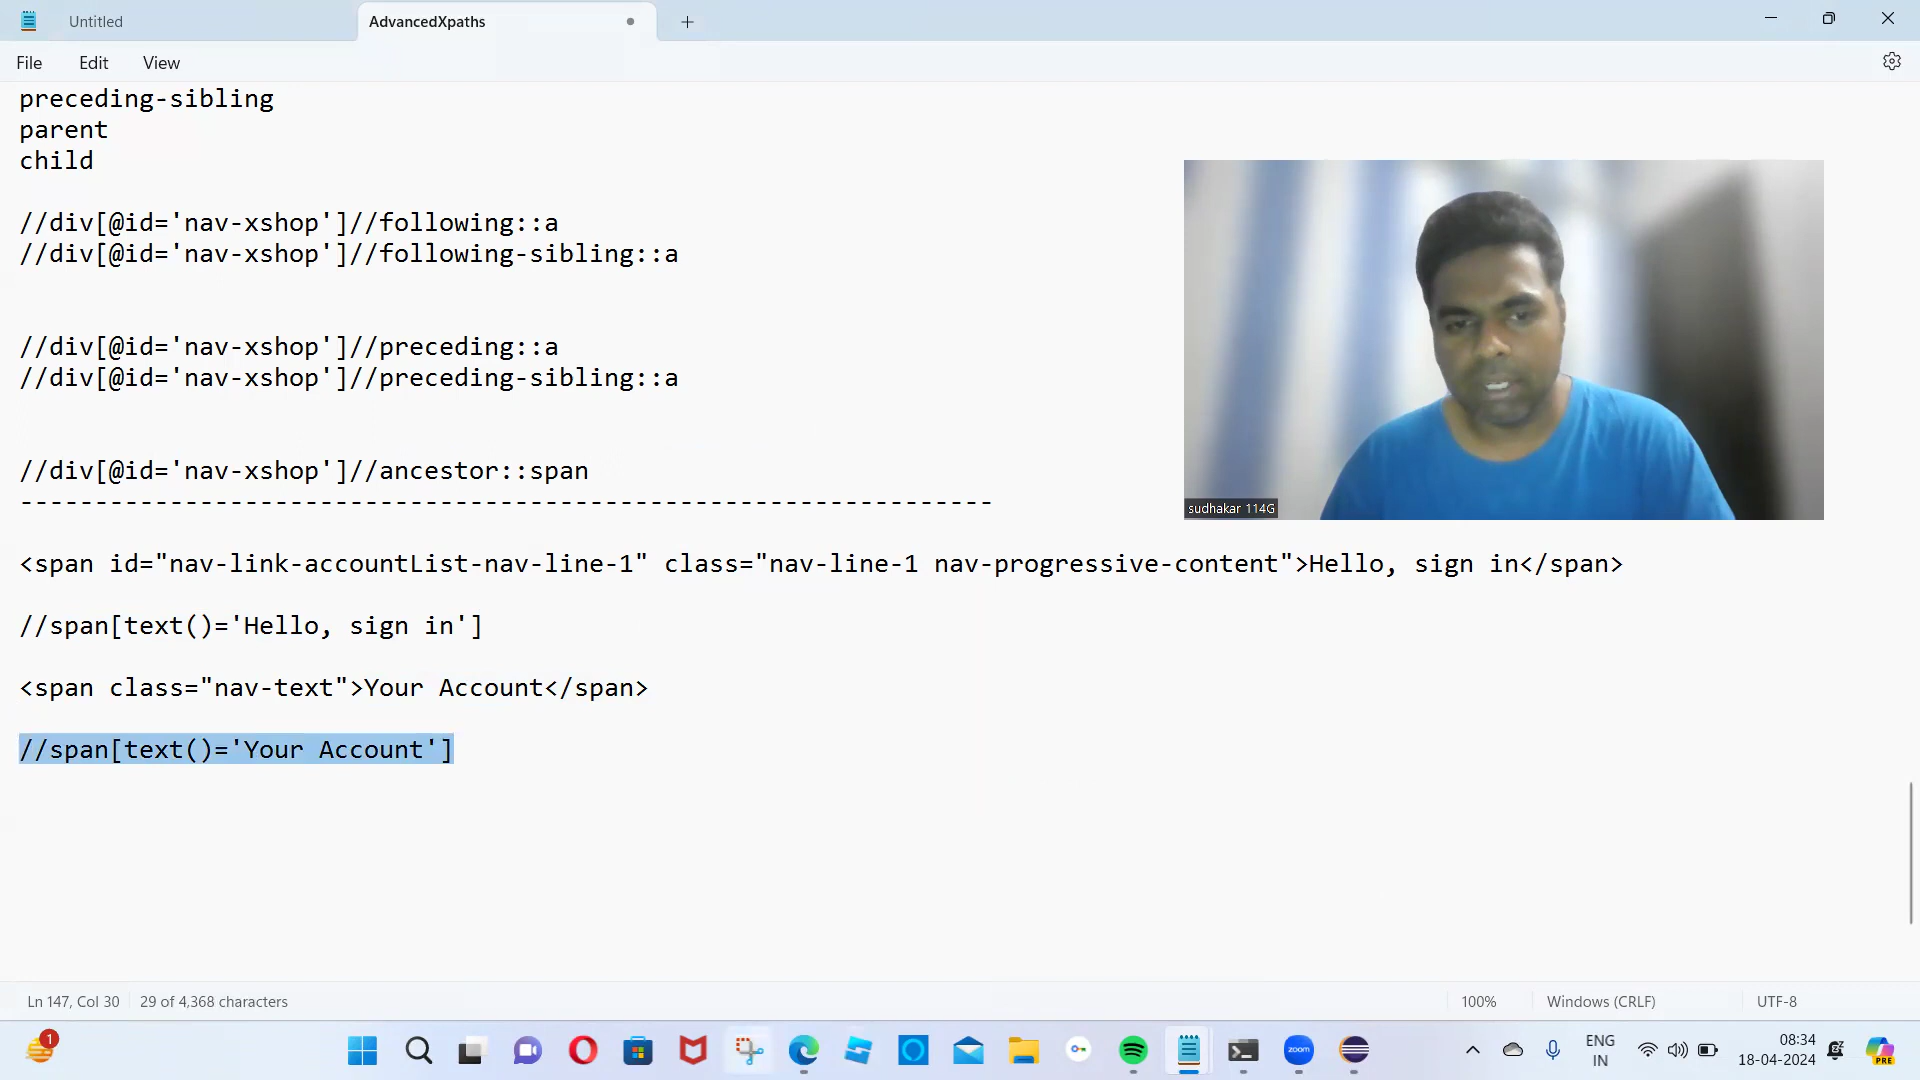 Untitled
AdvancedXpaths
File Edit View
preceding-sibling
parent
child
//div[@id='nav-xshop']//following::a
//div[@id='nav-xshop']//following-sibling::a
//div[@id='nav-xshop']//preceding::a
//div[@id='nav-xshop']//preceding-sibling::a
//div[@id='nav-xshop']//ancestor::span
-----------------------------------------------------------------
sudhakar 114G
<span id="nav-link-accountList-nav-line-1" class="nav-line-1 nav-progressive-content">Hello, sign in</span>
//span[text()='Hello, sign in']
<span class="nav-text">Your Account</span>
//span[text()='Your Account']
Ln 147, Col 30 29 of 4,368 characters 100% Windows (CRLF) UTF-8
1
zoom
ENG
IN
08:34
18-04-2024
PRE